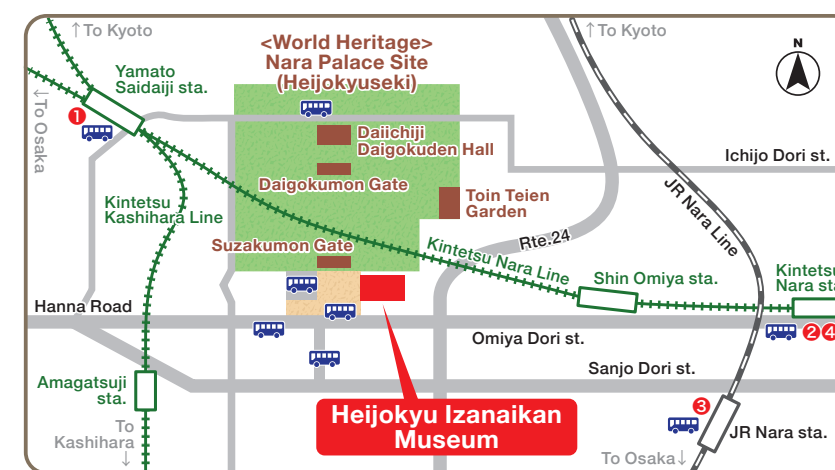 ↑To Kyoto
<World Heritage>
Nara Palace Site
(Heijokyuseki)
↑To Kyoto
N
Yamato
Saidaiji sta.
↓To Osaka
❶
Daiichiji
Daigokuden Hall
Ichijo Dori st.
Daigokumon Gate
Toin Teien
Garden
JR Nara Line
Kintetsu
Kashihara Line
Suzakumon Gate
Kintetsu Nara Line
Rte.24
Shin Omiya sta.
Kintetsu
Nara sta
Hanna Road
Omiya Dori st.
❷❹
Sanjo Dori st.
Amagatsuji
sta.
Heijokyu Izanaikan
Museum
❸
JR Nara sta.
To
Kashihara
↓
To Osaka↓